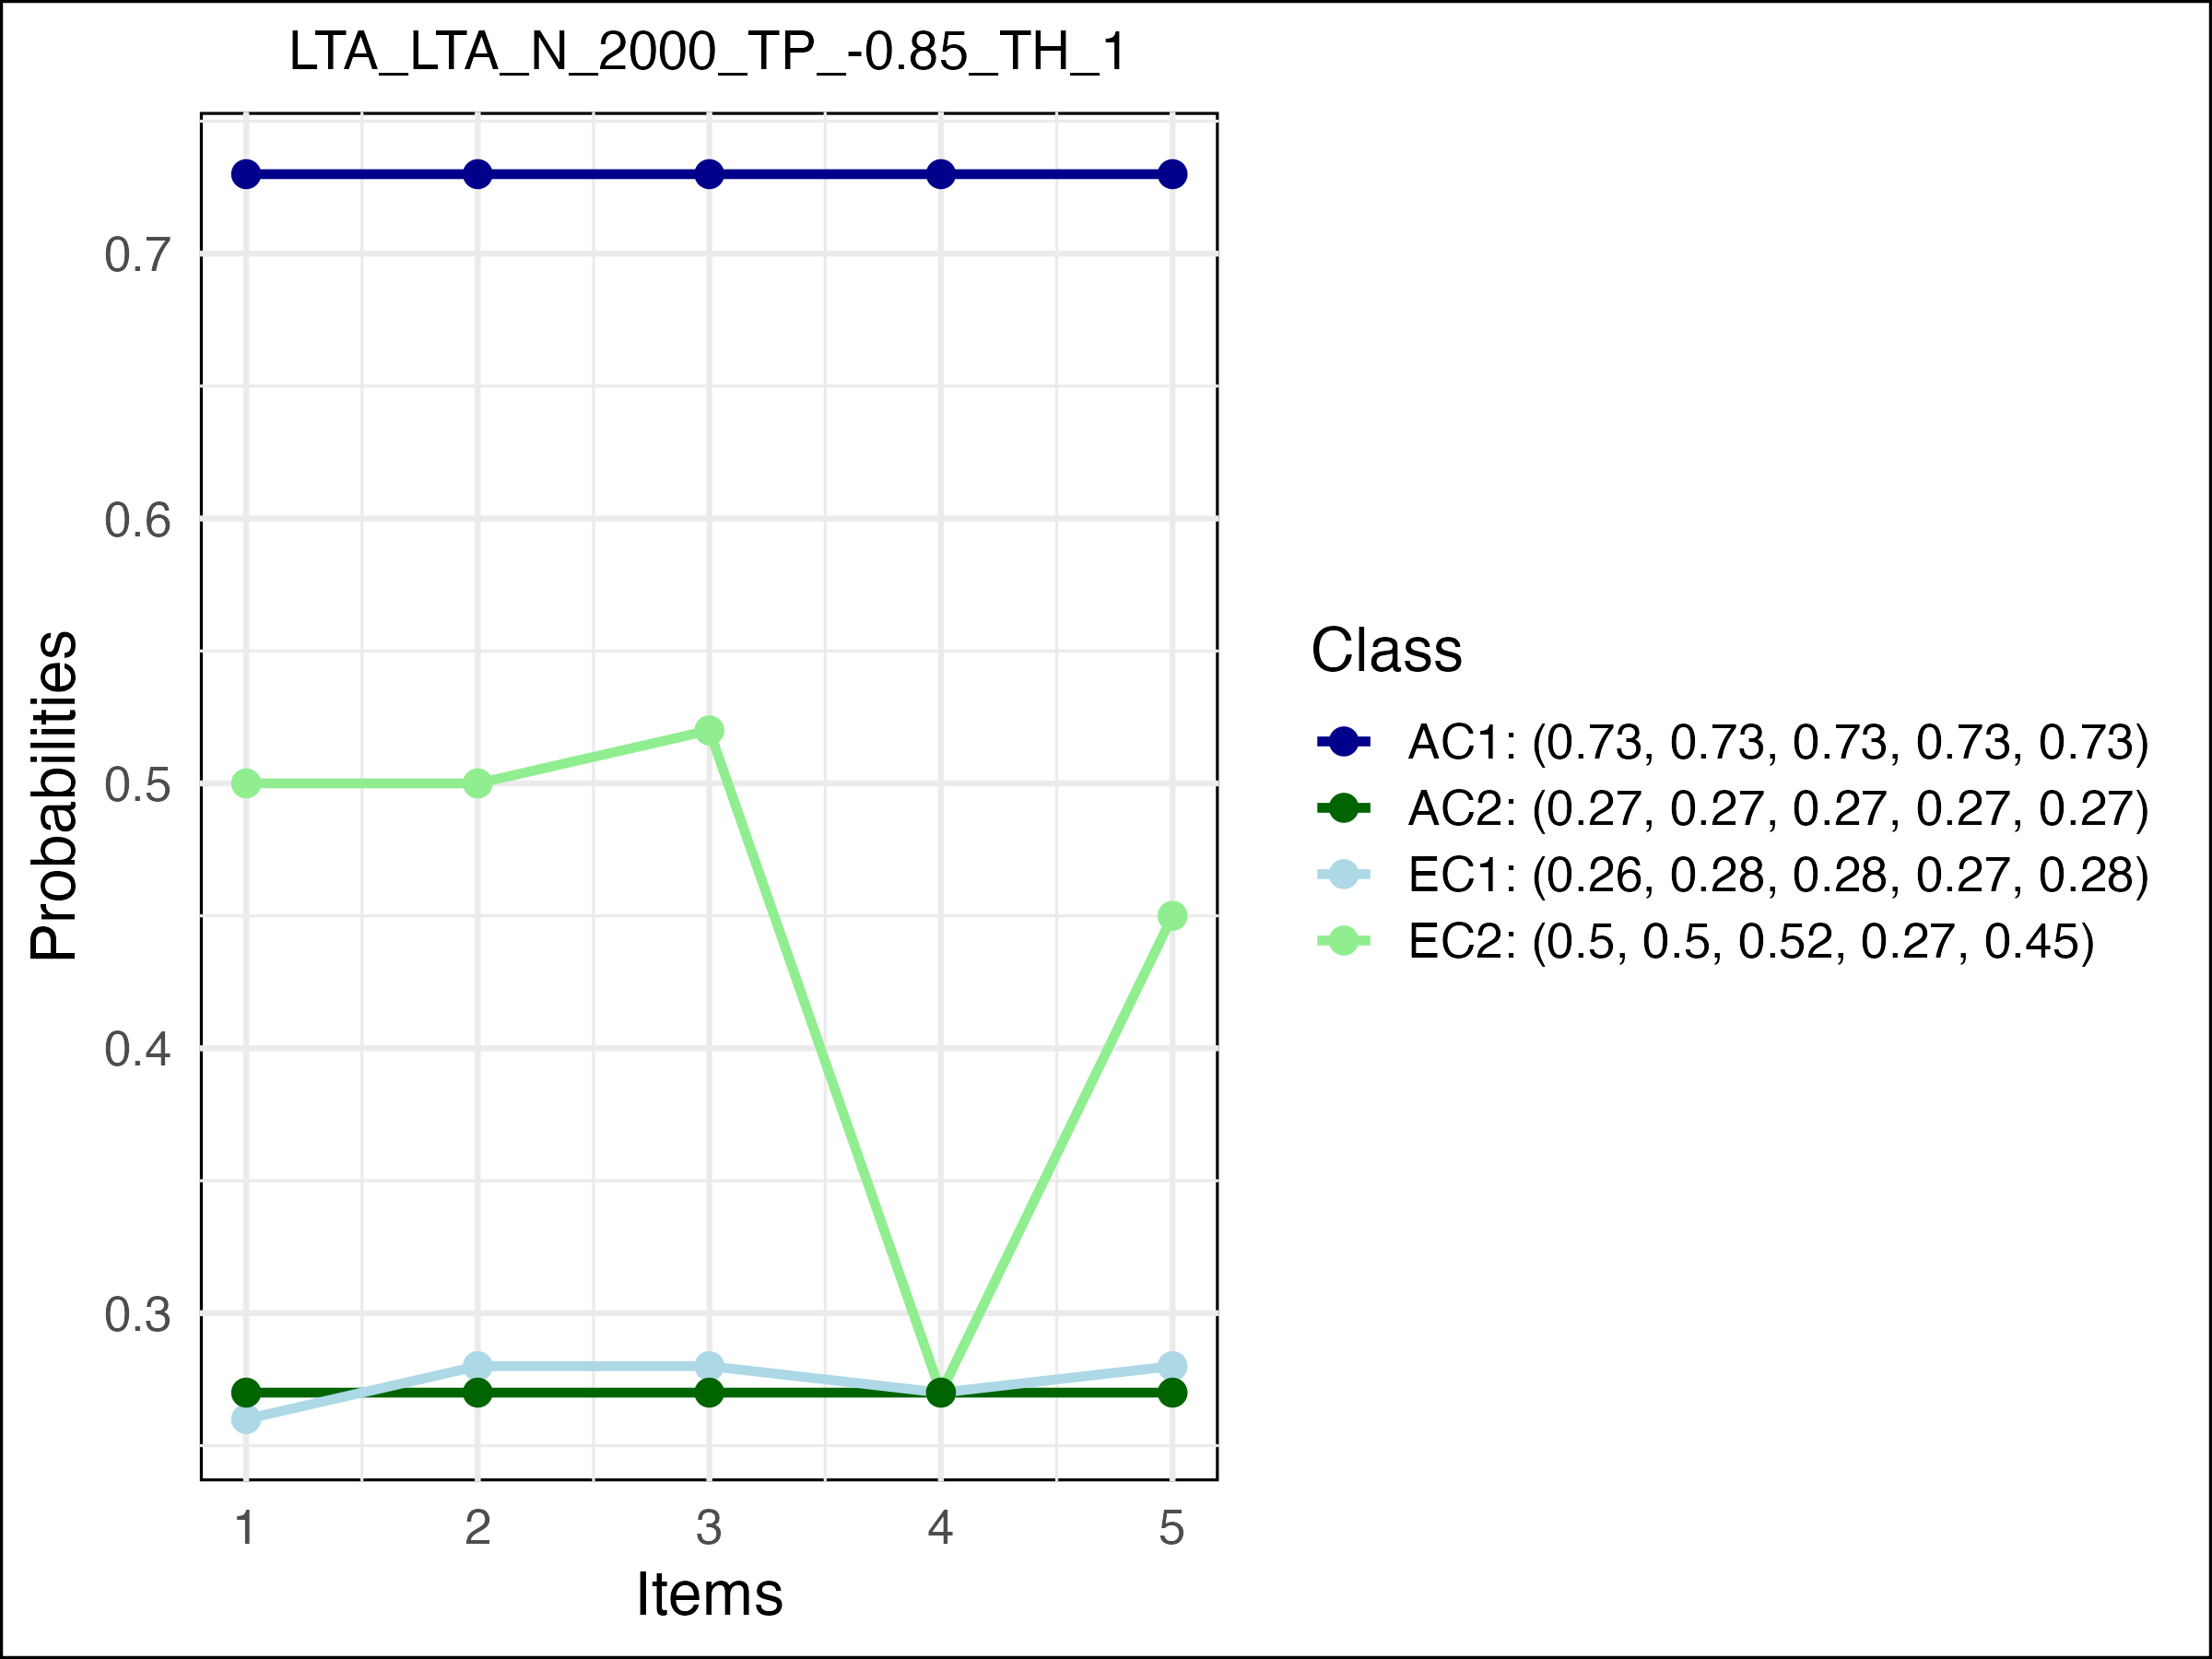 LTA_LTA_N_2000_TP_-0.85_TH_1
Probabilities
0.7
0.6
0.5
0.4
0.3
1 2 3 4 5
Items
Class
AC1: (0.73, 0.73, 0.73, 0.73, 0.73)
AC2: (0.27, 0.27, 0.27, 0.27, 0.27)
EC1: (0.26, 0.28, 0.28, 0.27, 0.28)
EC2: (0.5, 0.5, 0.52, 0.27, 0.45)